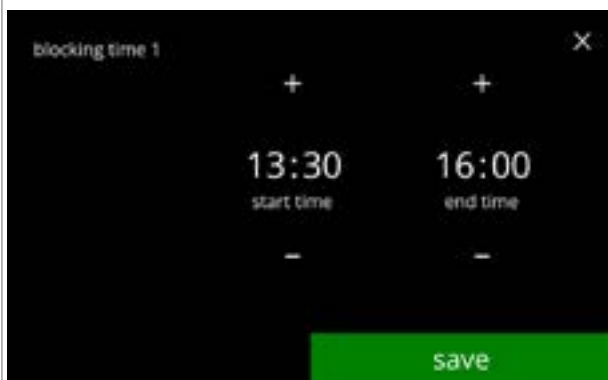 blocking time 1 ×
+ +
13:30 16:00
start time end time
- -
save